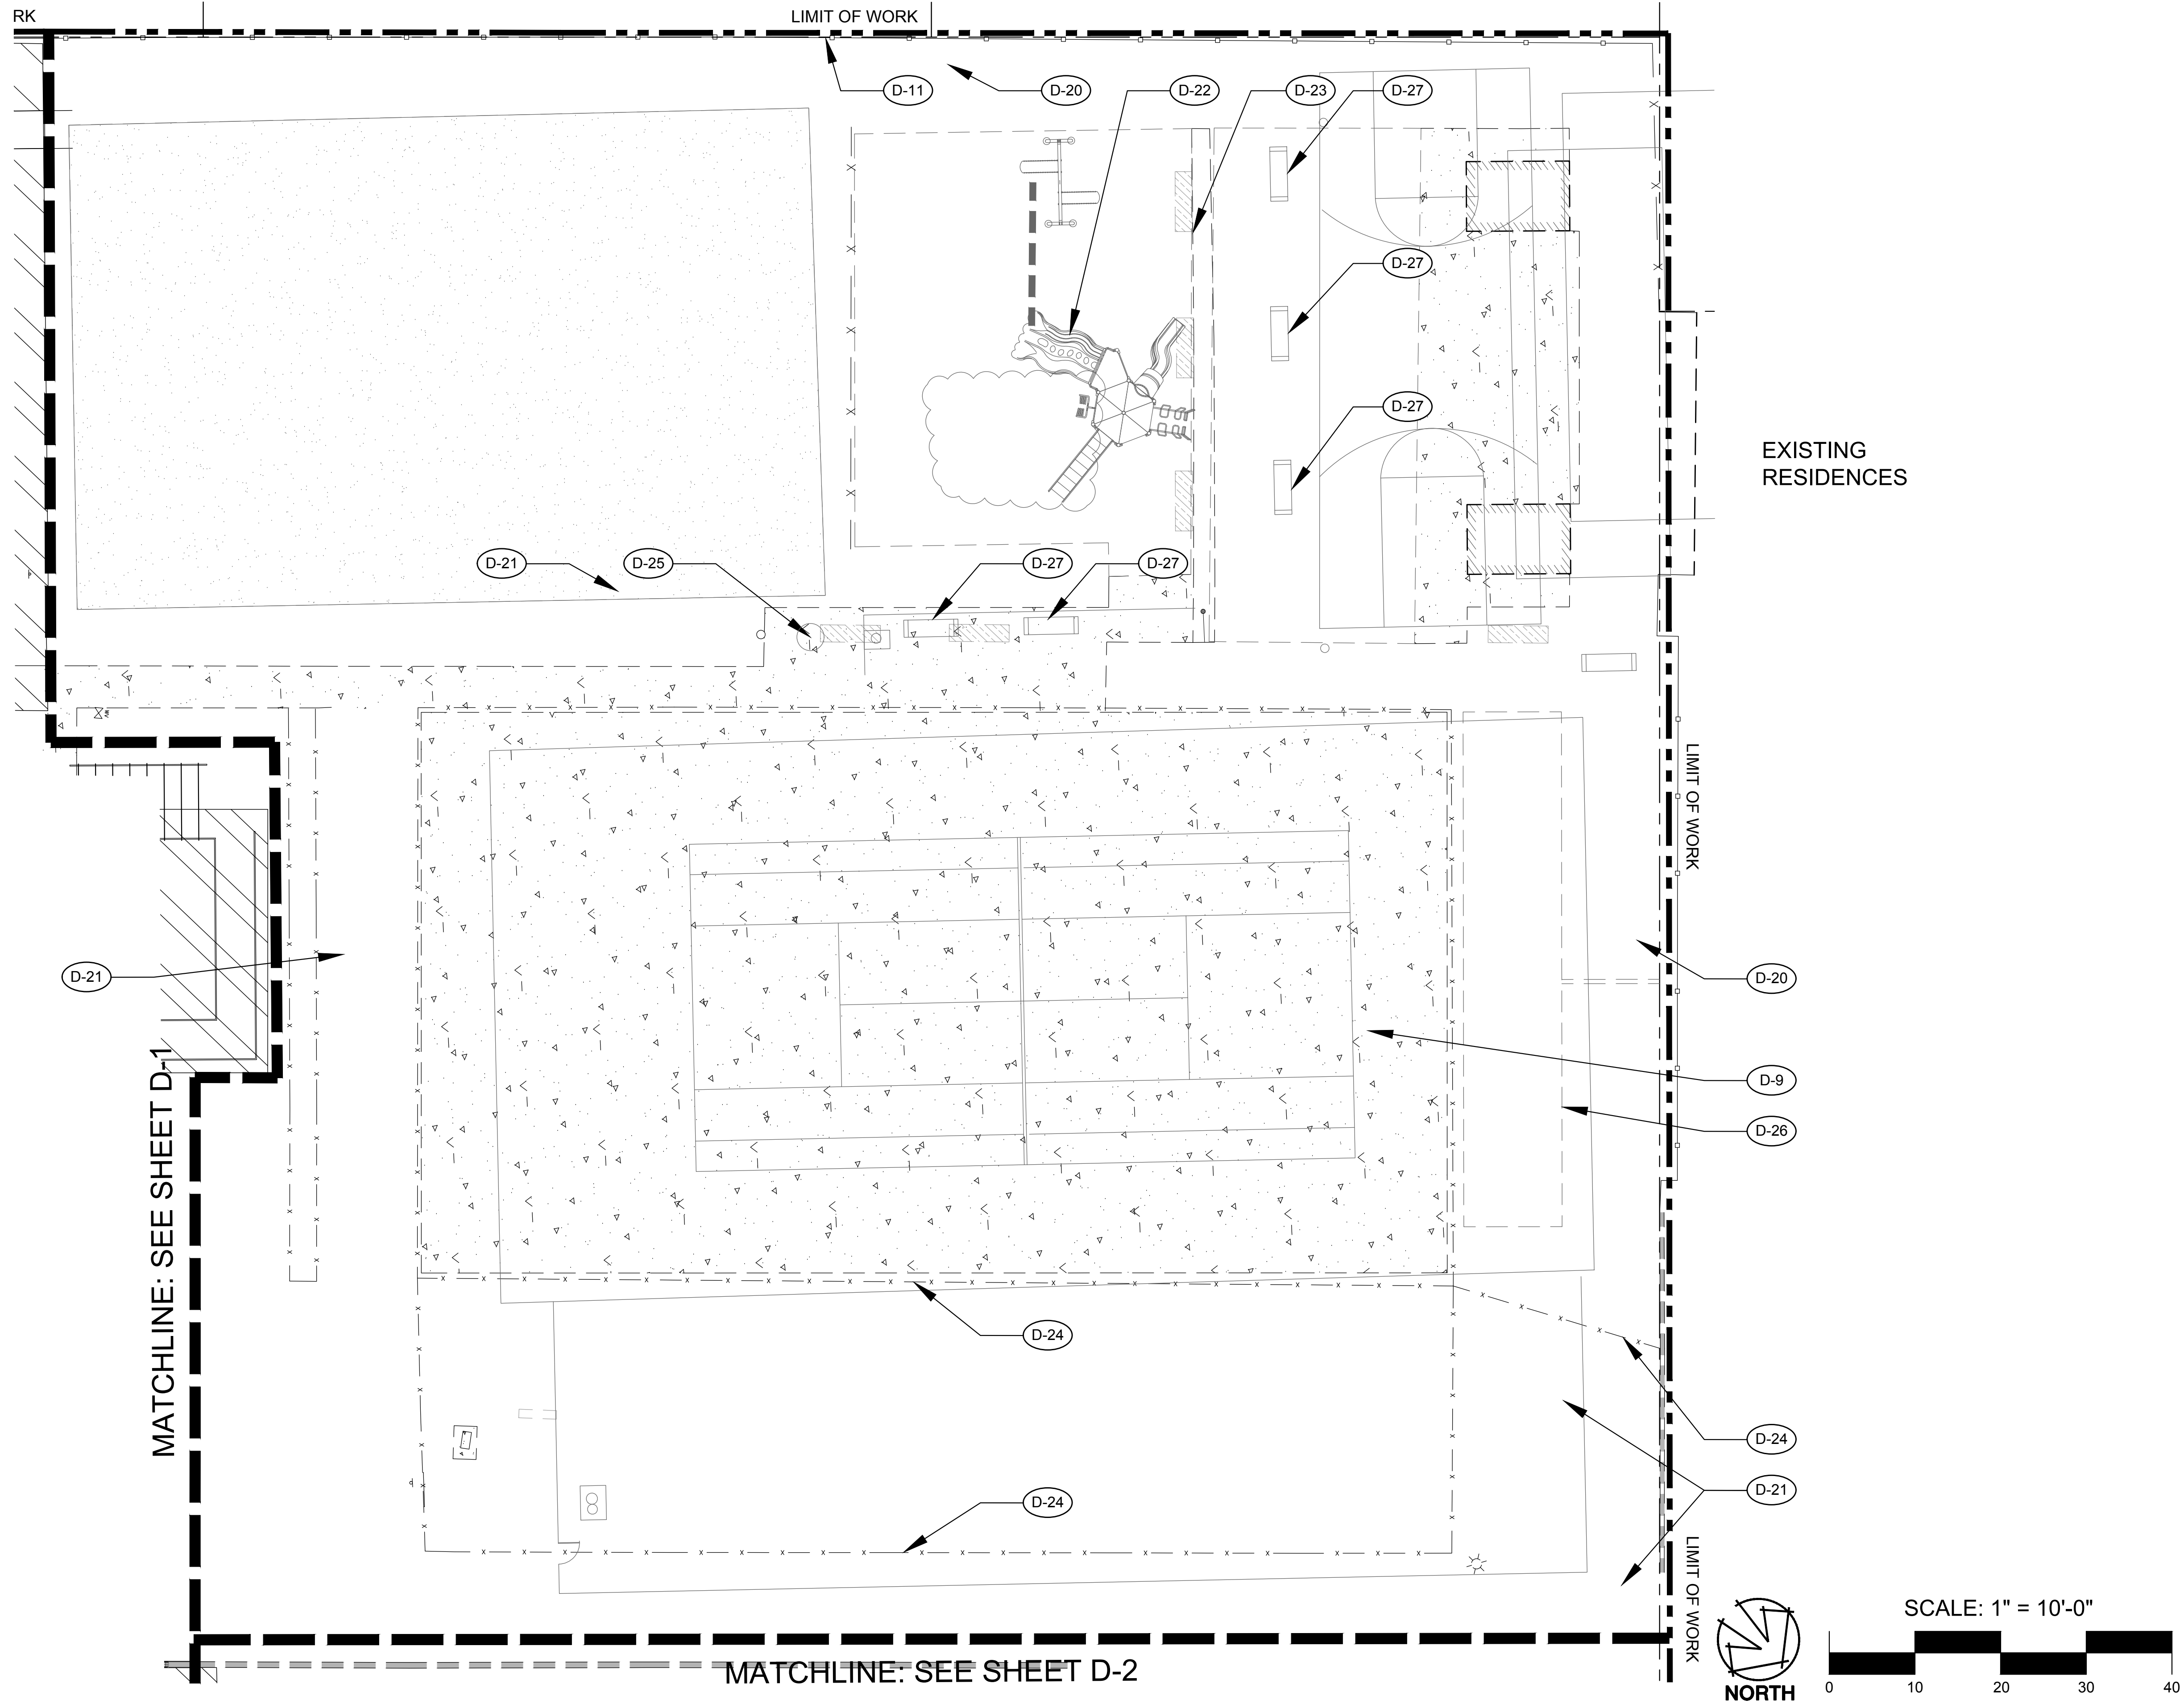 RK
LIMIT OF WORK
D-11
D-20
D-22
D-23
D-27
D-27
D-27
EXISTING
RESIDENCES
D-21
D-25
D-27
D-27
LIMIT OF WORK
D-21
D-20
D-9
D-26
MATCHLINE: SEE SHEET D-1
D-24
D-24
D-21
D-24
LIMIT OF WORK
SCALE: 1" = 10'-0"
NORTH
0 10 20 30 40
MATCHLINE: SEE SHEET D-2